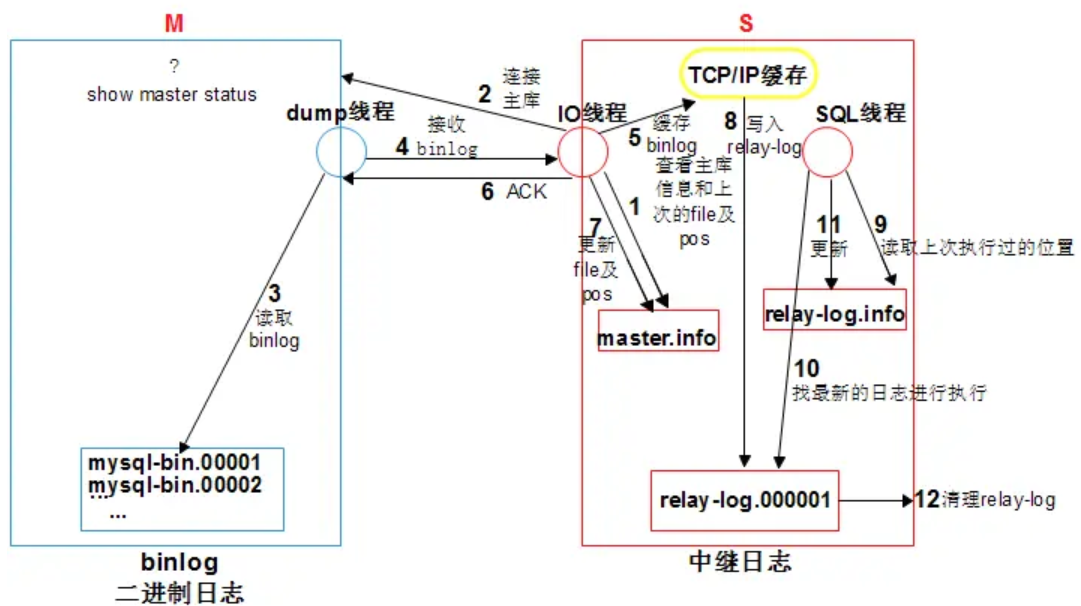 M
S
?
show master status
dump线程
2
连接
主库
IO线程
TCP/IP缓存
SQL线程
4
接收
binlog
5
缓存
binlog
8
写入
relay-log
6
ACK
1
查看主库
信息和上
次的file及
pos
7
更新
file及
pos
11
更新
9
读取上次执行过的位置
3
读取
binlog
master.info
relay-log.info
10
找最新的日志进行执行
mysql-bin.00001
mysql-bin.00002
...
...
relay-log.000001
12
清理relay-log
binlog
二进制日志
中继日志